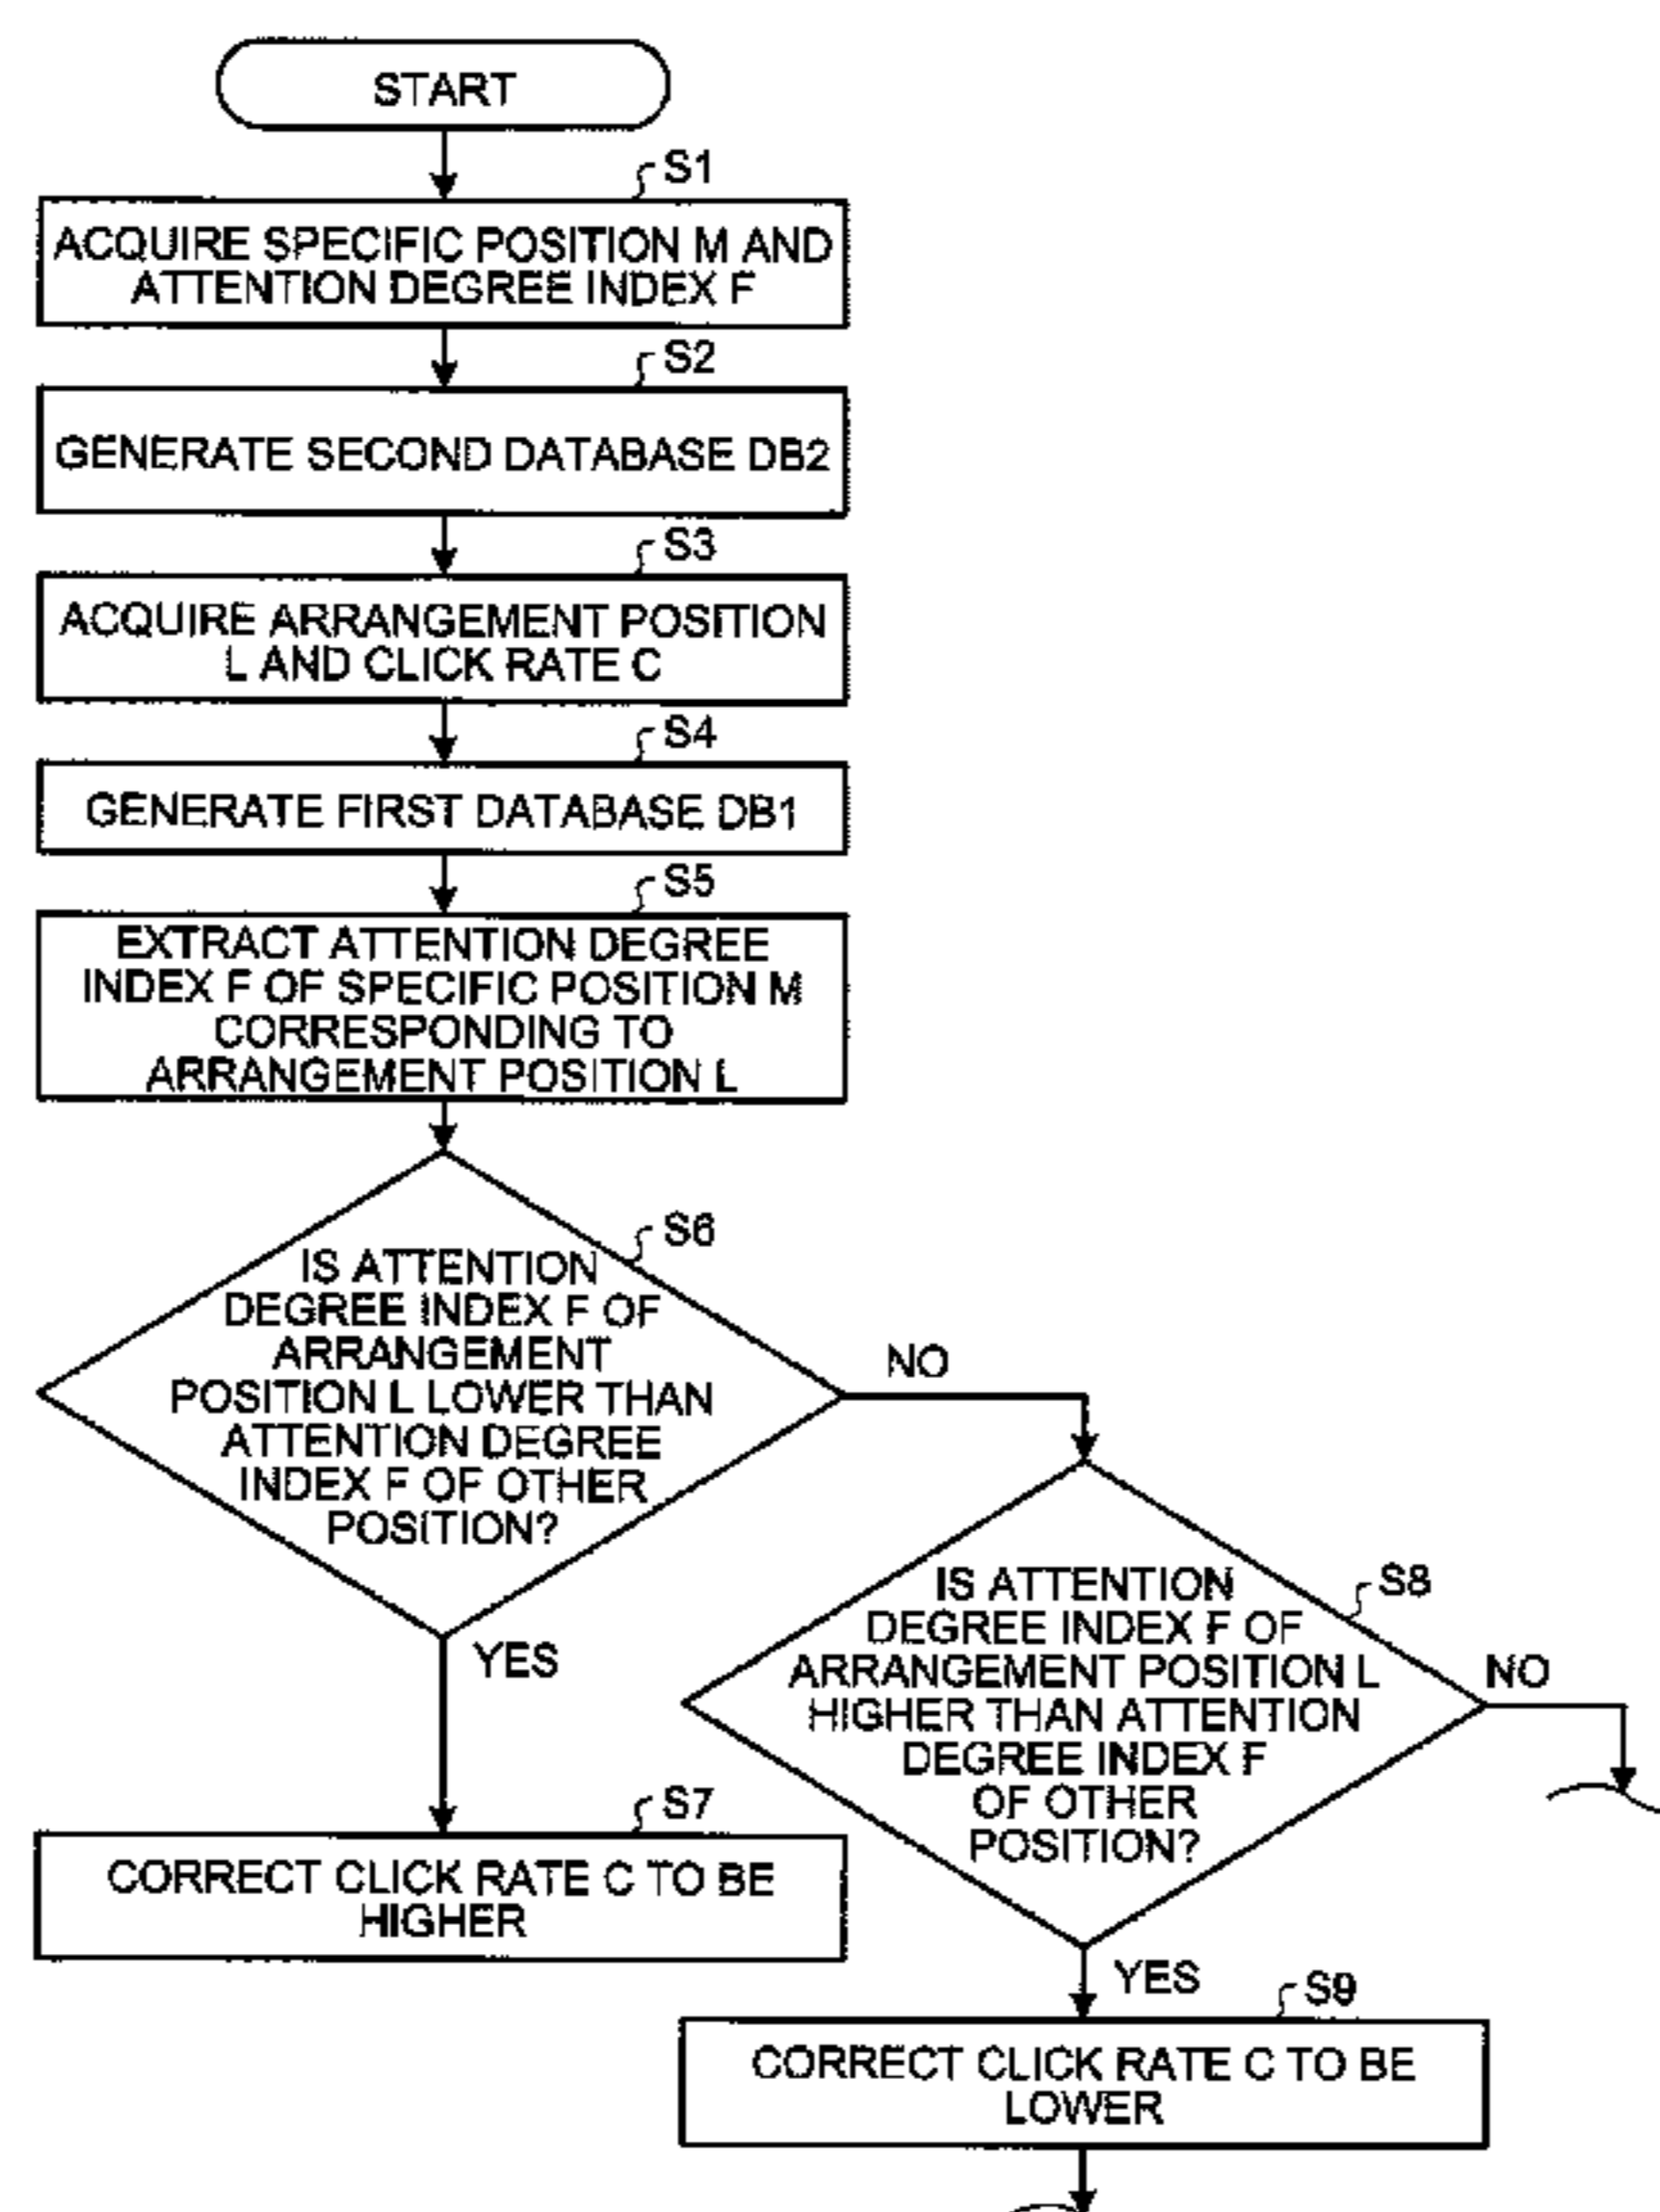 START
S1
ACQUIRE SPECIFIC POSITION M AND
ATTENTION DEGREE INDEX F
S2
GENERATE SECOND DATABASE DB2
S3
ACQUIRE ARRANGEMENT POSITION
L AND CLICK RATE C
S4
GENERATE FIRST DATABASE DB1
S5
EXTRACT ATTENTION DEGREE
INDEX F OF SPECIFIC POSITION M
CORRESPONDING TO
ARRANGEMENT POSITION L
S6
IS ATTENTION
DEGREE INDEX F OF
ARRANGEMENT
POSITION L LOWER THAN
ATTENTION DEGREE
INDEX F OF OTHER
POSITION?
NO
YES
S7
CORRECT CLICK RATE C TO BE
HIGHER
S8
IS ATTENTION
DEGREE INDEX F OF
ARRANGEMENT POSITION L
HIGHER THAN ATTENTION
DEGREE INDEX F
OF OTHER
POSITION?
NO
YES
S9
CORRECT CLICK RATE C TO BE
LOWER